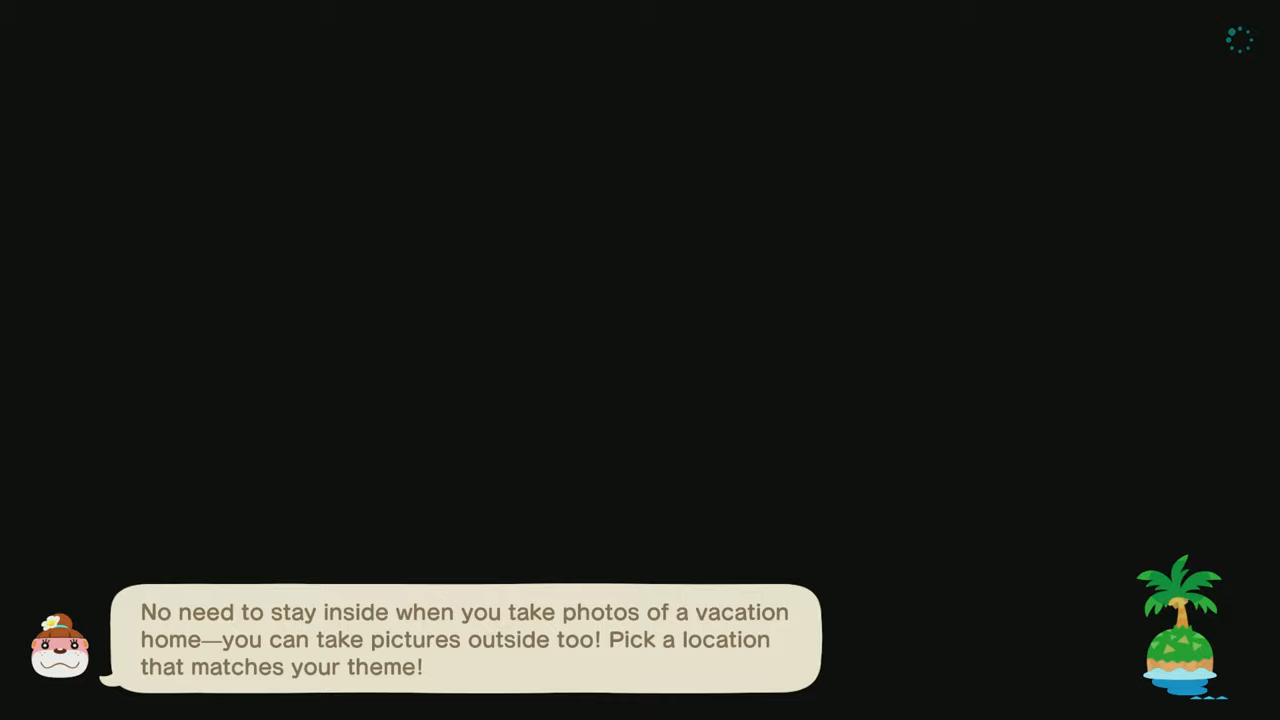 No need to stay inside when you take photos of a vacation
home—you can take pictures outside too! Pick a location
that matches your theme!